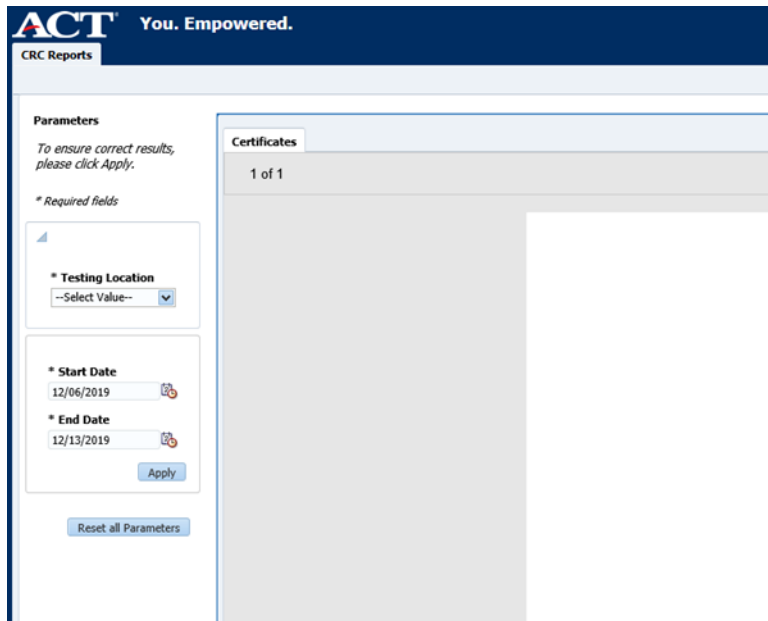 ACT® You. Empowered.
CRC Reports
Parameters
To ensure correct results,
please click Apply.
* Required fields
* Testing Location
--Select Value--
* Start Date
12/06/2019
* End Date
12/13/2019
Apply
Reset all Parameters
Certificates
1 of 1